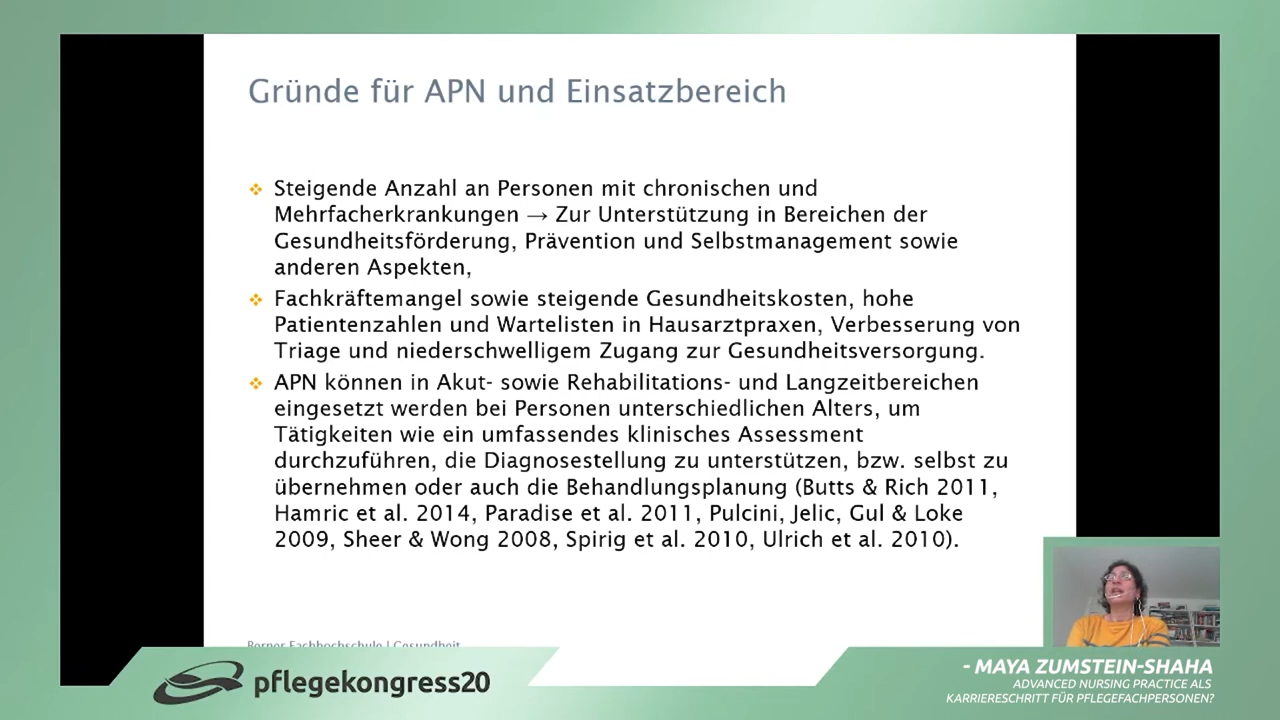 Gründe für APN und Einsatzbereich
Steigende Anzahl an Personen mit chronischen und
Mehrfacherkrankungen → Zur Unterstützung in Bereichen der
Gesundheitsförderung, Prävention und Selbstmanagement sowie
anderen Aspekten,
Fachkräftemangel sowie steigende Gesundheitskosten, hohe
Patientenzahlen und Wartelisten in Hausarztpraxen, Verbesserung von
Triage und niederschwelligem Zugang zur Gesundheitsversorgung.
APN können in Akut- sowie Rehabilitations- und Langzeitbereichen
eingesetzt werden bei Personen unterschiedlichen Alters, um
Tätigkeiten wie ein umfassendes klinisches Assessment
durchzuführen, die Diagnosestellung zu unterstützen, bzw. selbst zu
übernehmen oder auch die Behandlungsplanung (Butts & Rich 2011,
Hamric et al. 2014, Paradise et al. 2011, Pulcini, Jelic, Gul & Loke
2009, Sheer & Wong 2008, Spirig et al. 2010, Ulrich et al. 2010).
Berner Fachhochschule | Gesundheit
pflegekongress20
- MAYA ZUMSTEIN-SHAHA
ADVANCED NURSING PRACTICE ALS
KARRIERESCHRITT FÜR PFLEGEFACHPERSONEN?